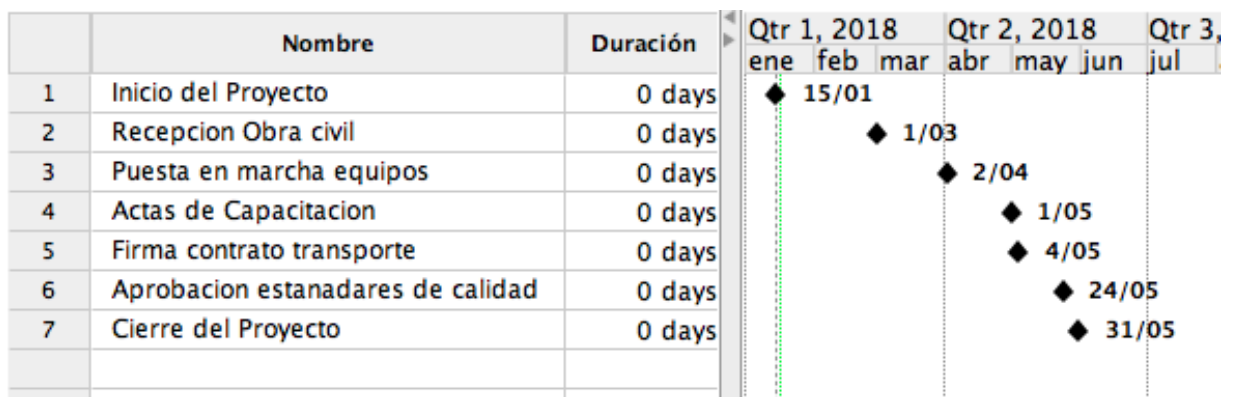 Nombre Duración Qtr 1, 2018 Qtr 2, 2018 Qtr 3,
ene feb mar abr may jun jul
1 Inicio del Proyecto 0 days 15/01
2 Recepcion Obra civil 0 days 1/03
3 Puesta en marcha equipos 0 days 2/04
4 Actas de Capacitacion 0 days 1/05
5 Firma contrato transporte 0 days 4/05
6 Aprobacion estanadares de calidad 0 days 24/05
7 Cierre del Proyecto 0 days 31/05